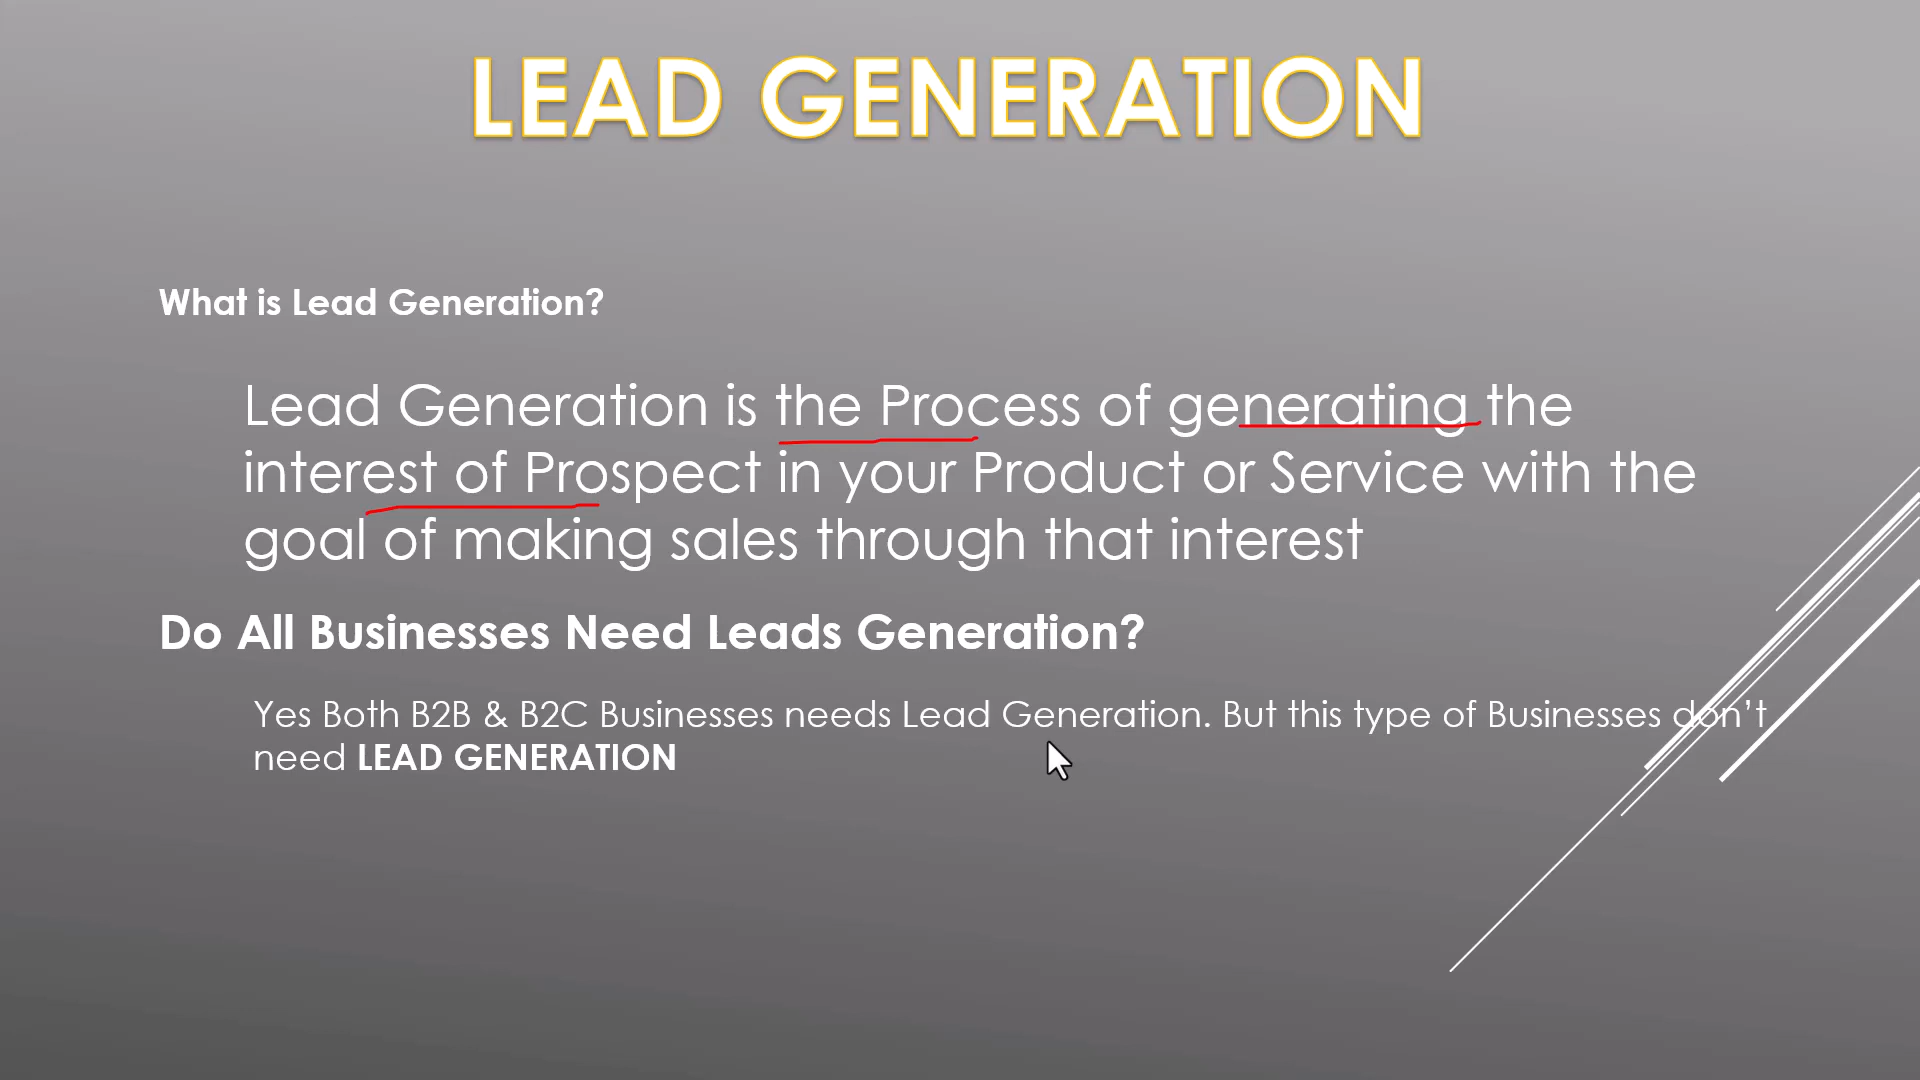 LEAD GENERATION
What is Lead Generation?
Lead Generation is the Process of generating the
interest of Prospect in your Product or Service with the
goal of making sales through that interest
Do All Businesses Need Leads Generation?
Yes Both B2B & B2C Businesses needs Lead Generation. But this type of Businesses don’t
need LEAD GENERATION